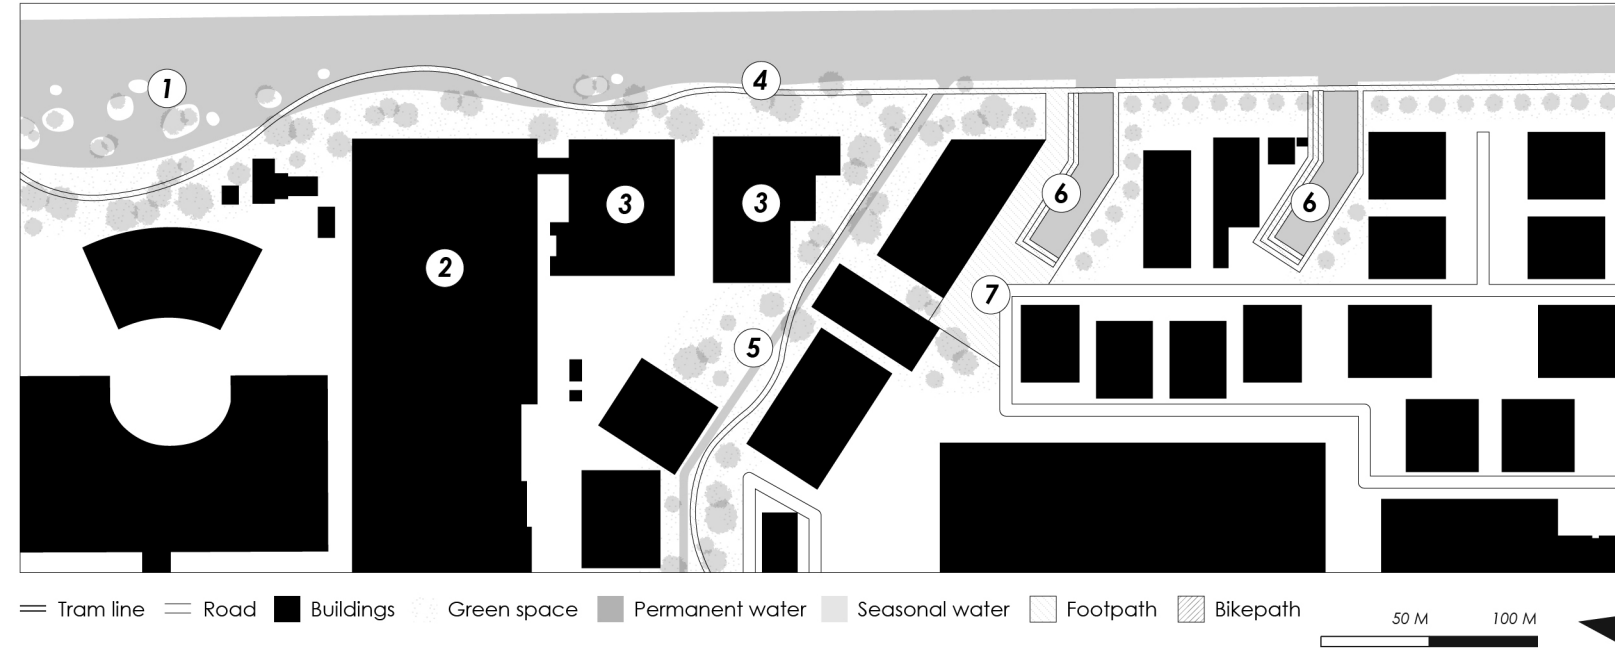 1
4
3
3
6
6
2
7
5
Tram line
Road
Buildings
Green space
Permanent water
Seasonal water
Footpath
Bikepath
50 M
100 M